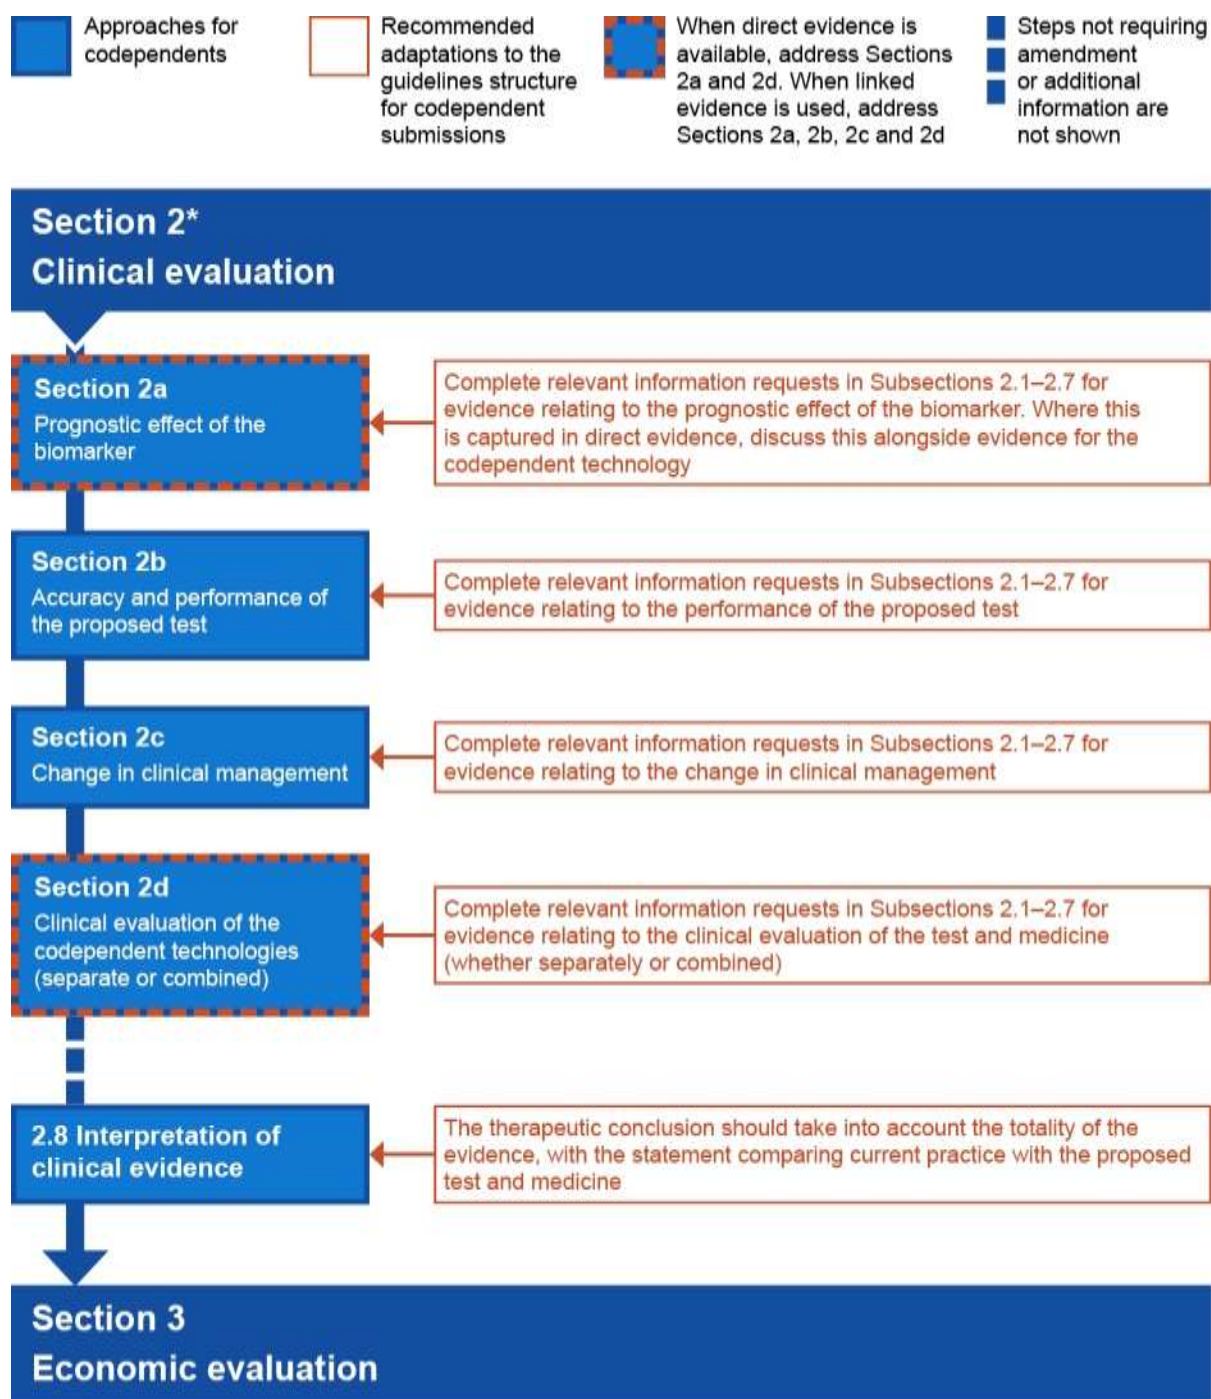 Approaches for
codependents
Recommended
adaptations to the
guidelines structure
for codependent
submissions
When direct evidence is
available, address Sections
2a and 2d. When linked
evidence is used, address
Sections 2a, 2b, 2c and 2d
Steps not requiring
amendment
or additional
information are
not shown
Section 2*
Clinical evaluation
Section 2a
Prognostic effect of the
biomarker
Complete relevant information requests in Subsections 2.1–2.7 for
evidence relating to the prognostic effect of the biomarker. Where this
is captured in direct evidence, discuss this alongside evidence for the
codependent technology
Section 2b
Accuracy and performance of
the proposed test
Complete relevant information requests in Subsections 2.1–2.7 for
evidence relating to the performance of the proposed test
Section 2c
Change in clinical management
Complete relevant information requests in Subsections 2.1–2.7 for
evidence relating to the change in clinical management
Section 2d
Clinical evaluation of the
codependent technologies
(separate or combined)
Complete relevant information requests in Subsections 2.1–2.7 for
evidence relating to the clinical evaluation of the test and medicine
(whether separately or combined)
2.8 Interpretation of
clinical evidence
The therapeutic conclusion should take into account the totality of the
evidence, with the statement comparing current practice with the proposed
test and medicine
Section 3
Economic evaluation